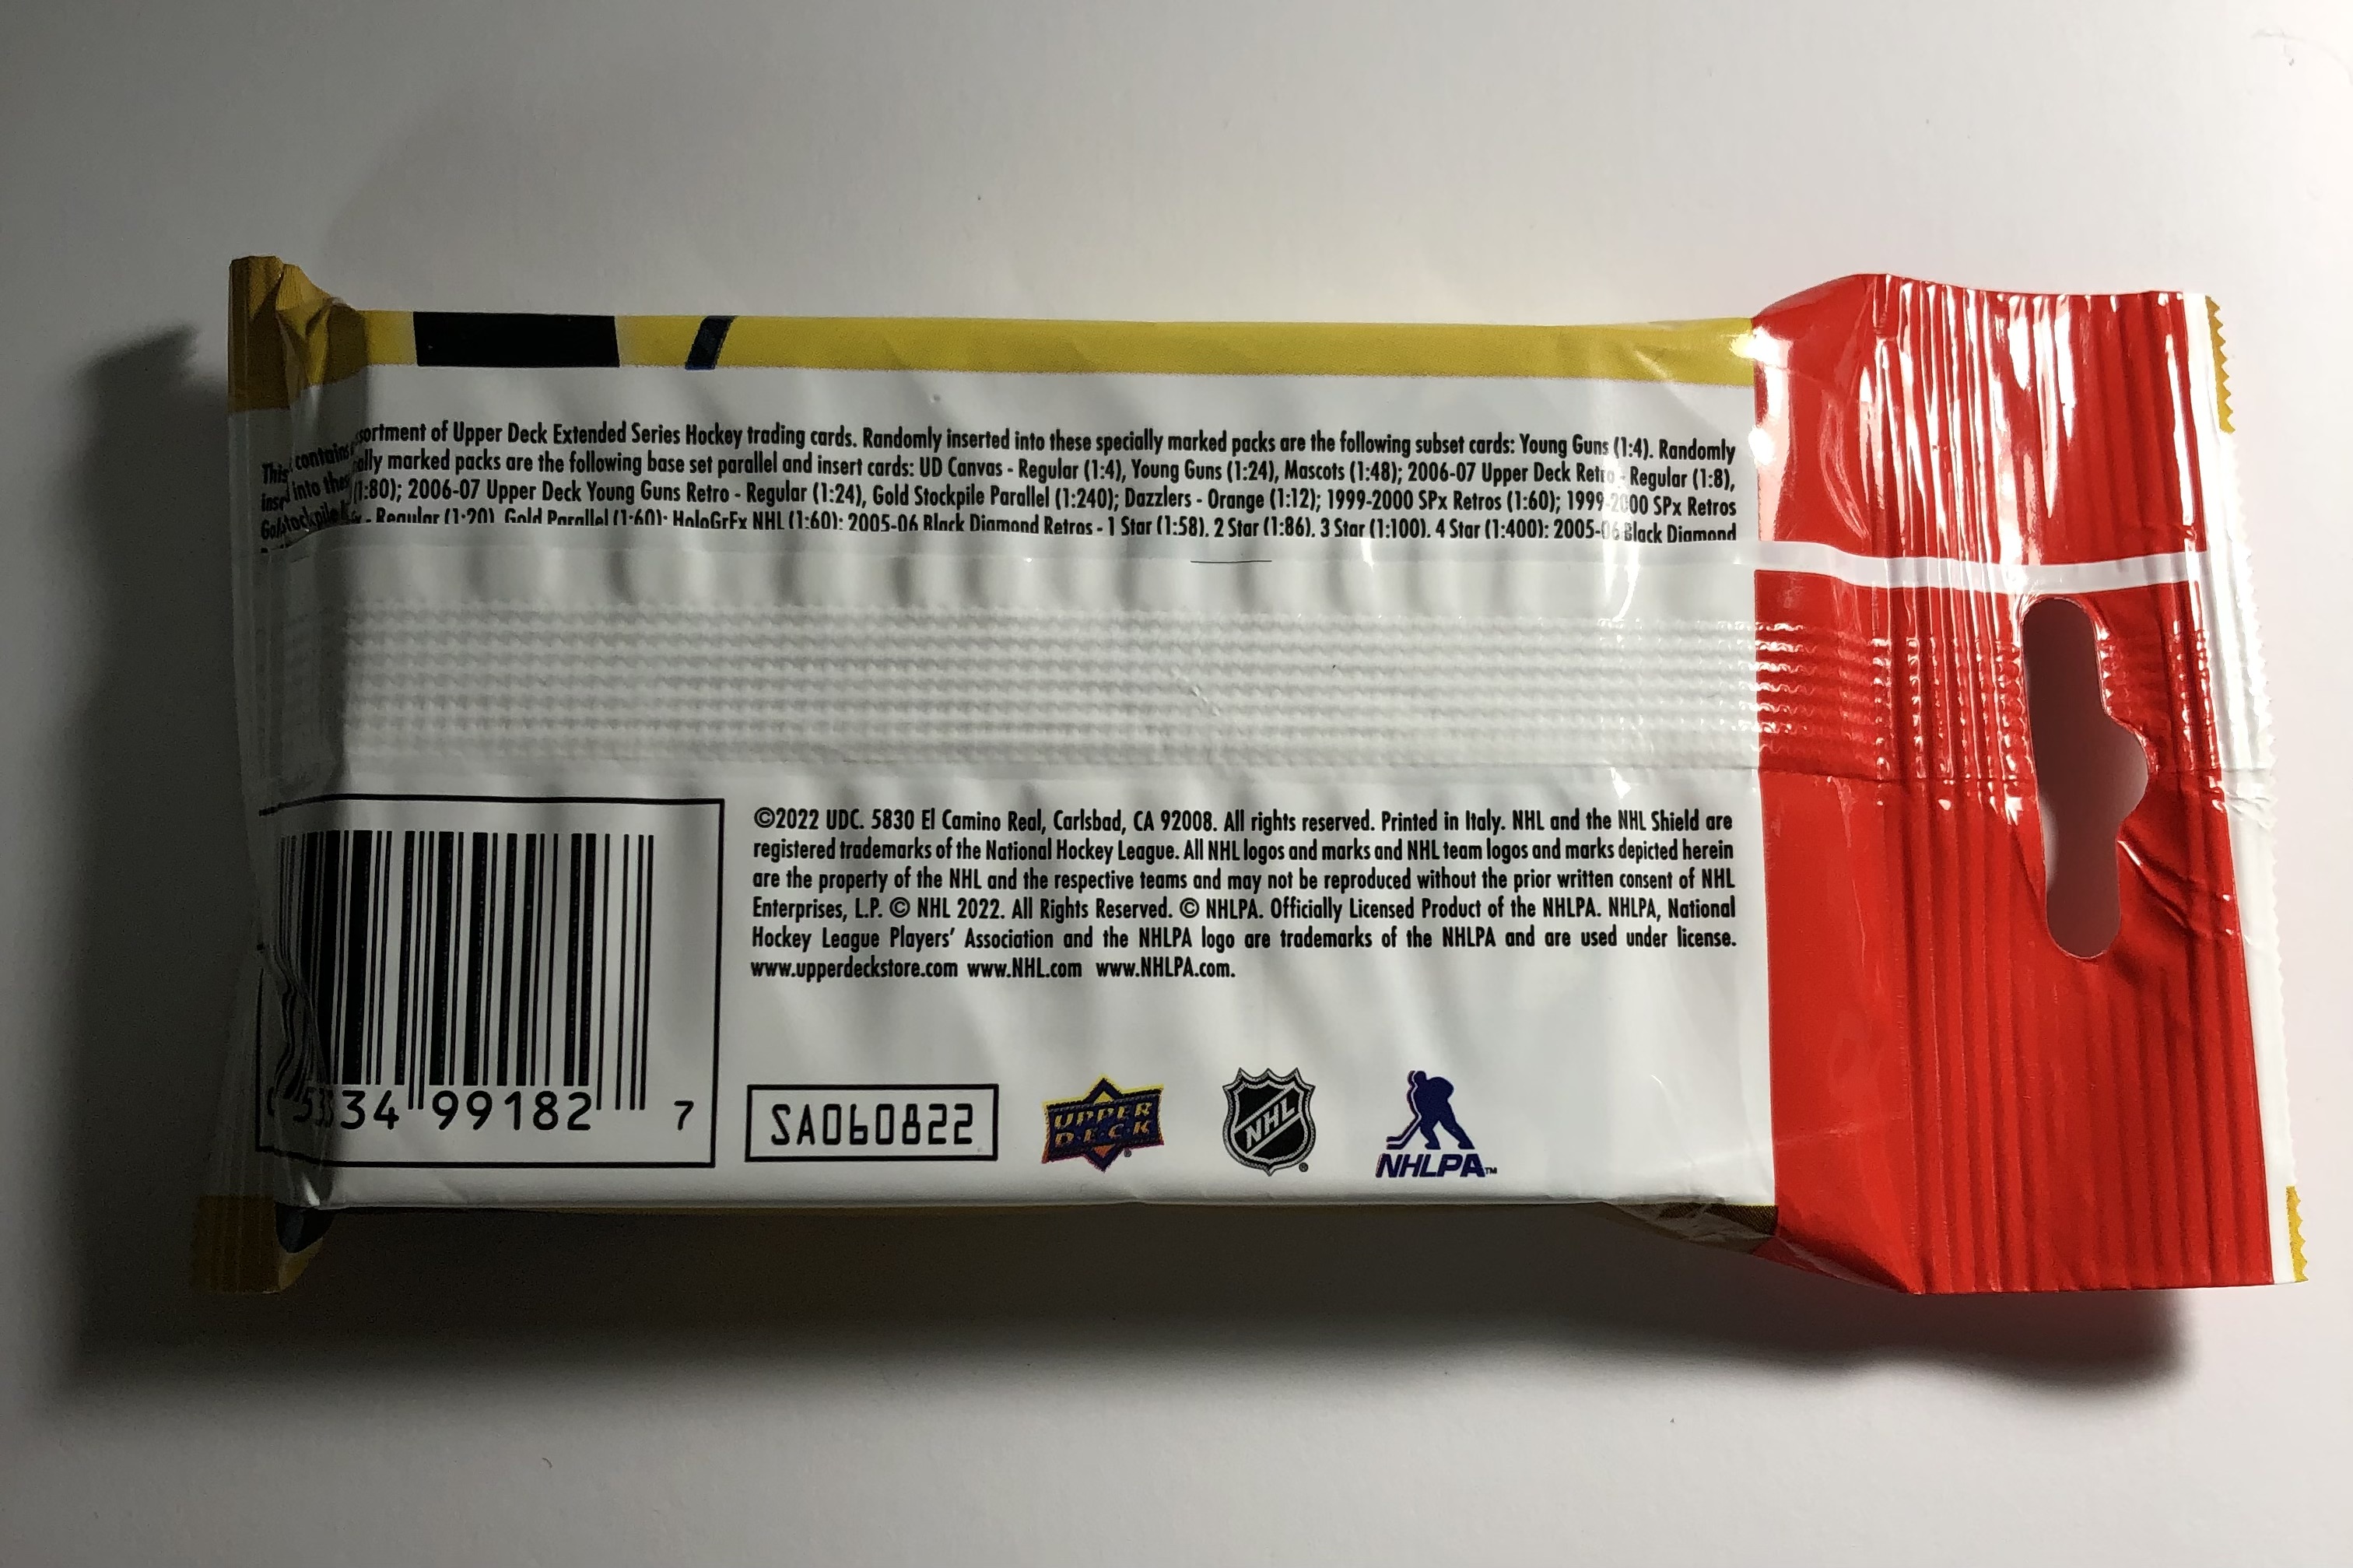 This contains sortment of Upper Deck Extended Series Hockey trading cards. Randomly inserted into these specially marked packs are the following subset cards: Young Guns (1:4). Randomly
into ally marked packs are the following base set parallel and insert cards: UD Canvas - Regular (1:4), Young Guns (1:24), Mascots (1:48); 2006-07 Upper Deck Retro - Regular (1:8),
(1:80); 2006-07 Upper Deck Young Guns Retro - Regular (1:24), Gold Stockpile Parallel (1:240); Dazzlers - Orange (1:12); 1999-2000 SPx Retros (1:60); 1999-2000 SPx Retros
- Regular (1:20), Gold Parallel (1:60); HoloGrFx NHL (1:60); 2005-06 Black Diamond Retros - 1 Star (1:58), 2 Star (1:86), 3 Star (1:100), 4 Star (1:400); 2005-06 Black Diamond
©2022 UDC. 5830 El Camino Real, Carlsbad, CA 92008. All rights reserved. Printed in Italy. NHL and the NHL Shield are
registered trademarks of the National Hockey League. All NHL logos and marks and NHL team logos and marks depicted herein
are the property of the NHL and the respective teams and may not be reproduced without the prior written consent of NHL
Enterprises, L.P. © NHL 2022. All Rights Reserved. © NHLPA. Officially Licensed Product of the NHLPA. NHLPA, National
Hockey League Players' Association and the NHLPA logo are trademarks of the NHLPA and are used under license.
www.upperdeckstore.com www.NHL.com www.NHLPA.com.
34 99182 7
SA060822
UPPER DECK ®
NHL ®
NHLPA™